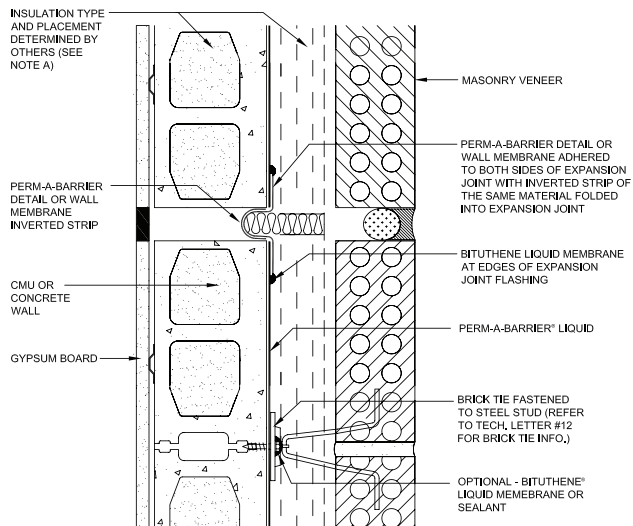 INSULATION TYPE
AND PLACEMENT
DETERMINED BY
OTHERS (SEE
NOTE A)
MASONRY VENEER
PERM-A-BARRIER DETAIL OR
WALL MEMBRANE ADHERED
TO BOTH SIDES OF EXPANSION
JOINT WITH INVERTED STRIP OF
THE SAME MATERIAL FOLDED
INTO EXPANSION JOINT
PERM-A-BARRIER
DETAIL OR WALL
MEMBRANE
INVERTED STRIP
BITUTHENE LIQUID MEMBRANE
AT EDGES OF EXPANSION
JOINT FLASHING
CMU OR
CONCRETE
WALL
PERM-A-BARRIER® LIQUID
GYPSUM BOARD
BRICK TIE FASTENED
TO STEEL STUD (REFER
TO TECH. LETTER #12
FOR BRICK TIE INFO.)
OPTIONAL - BITUTHENE®
LIQUID MEMEBRANE OR
SEALANT